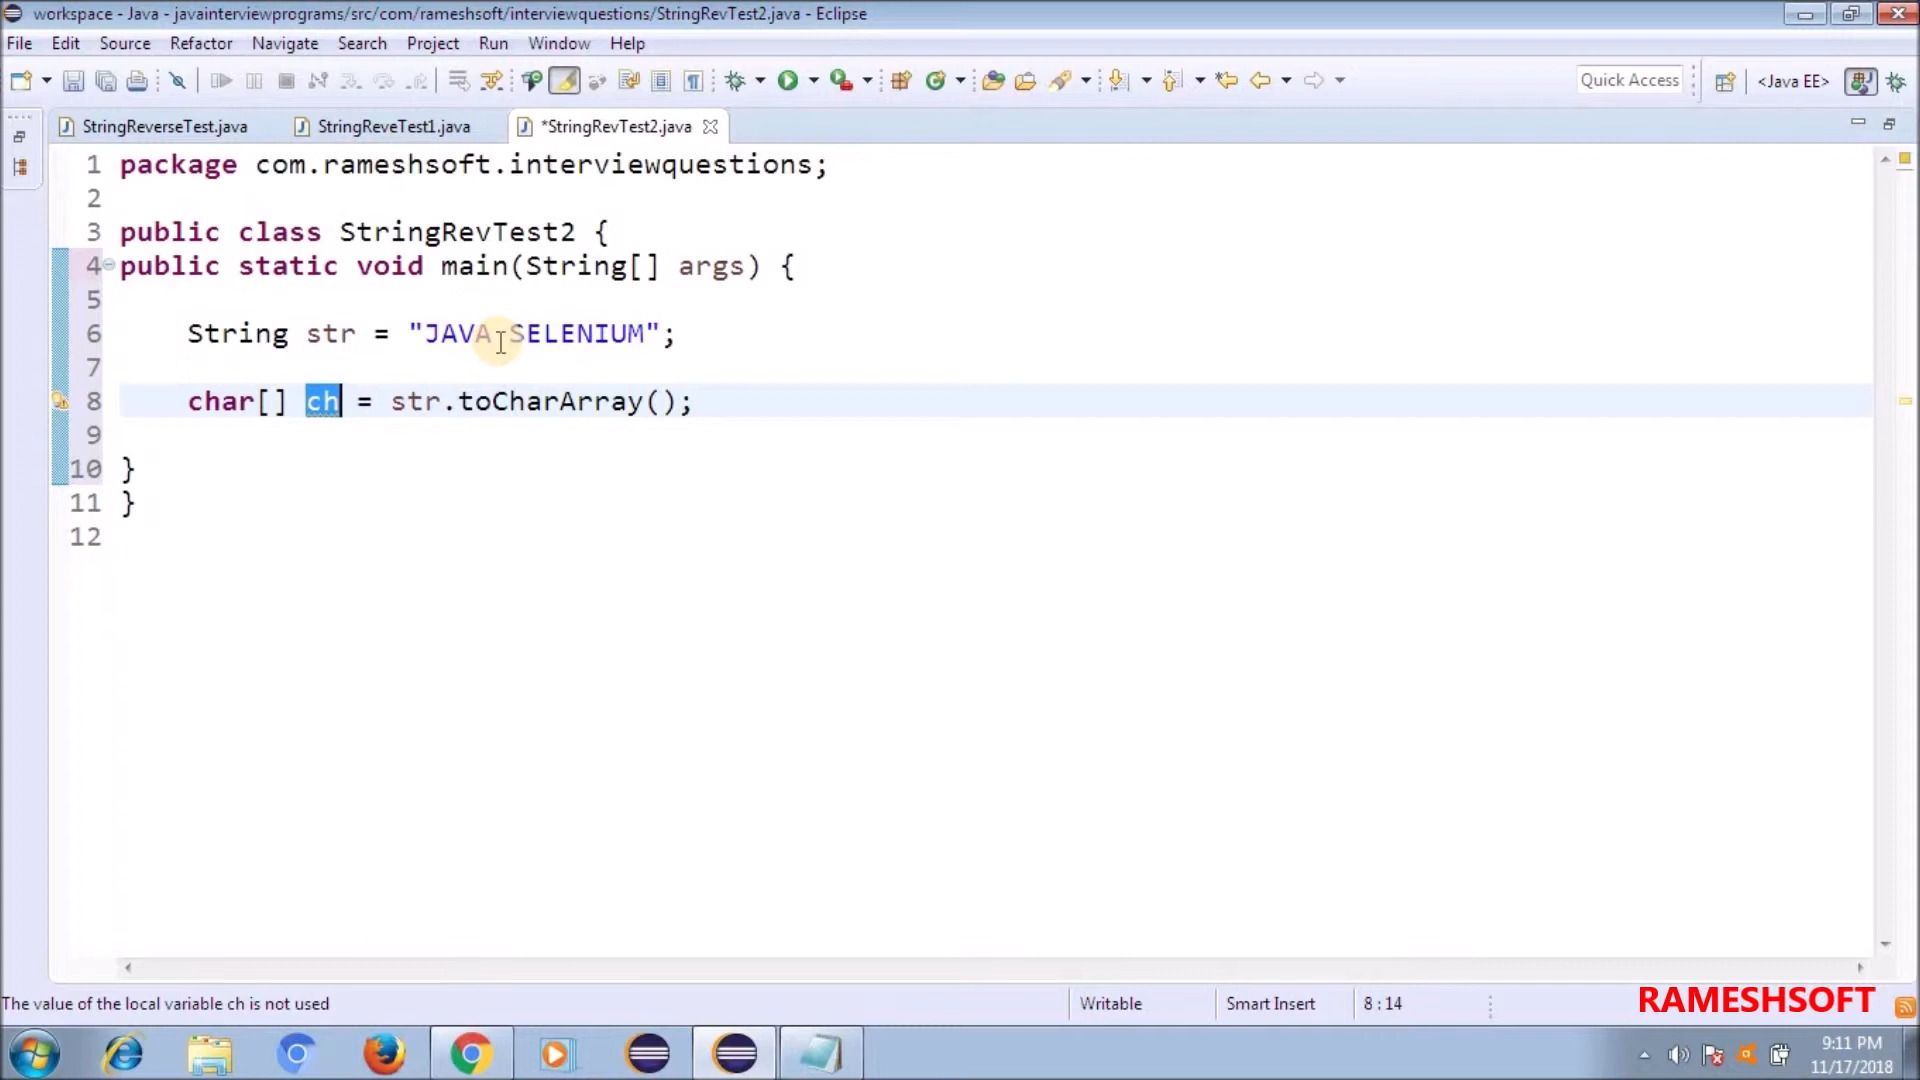 workspace - Java - javainterviewprograms/src/com/rameshsoft/interviewquestions/StringRevTest2.java - Eclipse
File Edit Source Refactor Navigate Search Project Run Window Help
Quick Access <Java EE>
StringReverseTest.java StringReveTest1.java *StringRevTest2.java
1 package com.rameshsoft.interviewquestions;
2
3 public class StringRevTest2 {
4 public static void main(String[] args) {
5
6 String str = "JAVA SELENIUM";
7
8 char[] ch = str.toCharArray();
9
10 }
11 }
12
The value of the local variable ch is not used Writable Smart Insert 8 : 14
RAMESHSOFT
9:11 PM
11/17/2018